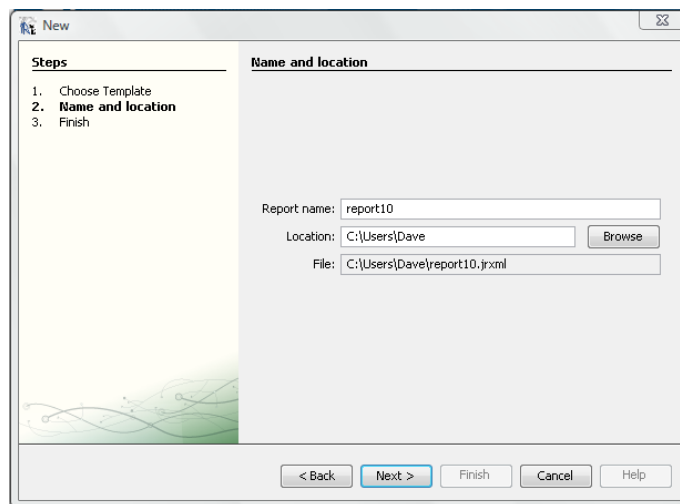 New
Steps
1. Choose Template
2. Name and location
3. Finish
Name and location
Report name: report10
Location: C:\Users\Dave Browse
File: C:\Users\Dave\report10.jrxml
< Back Next > Finish Cancel Help